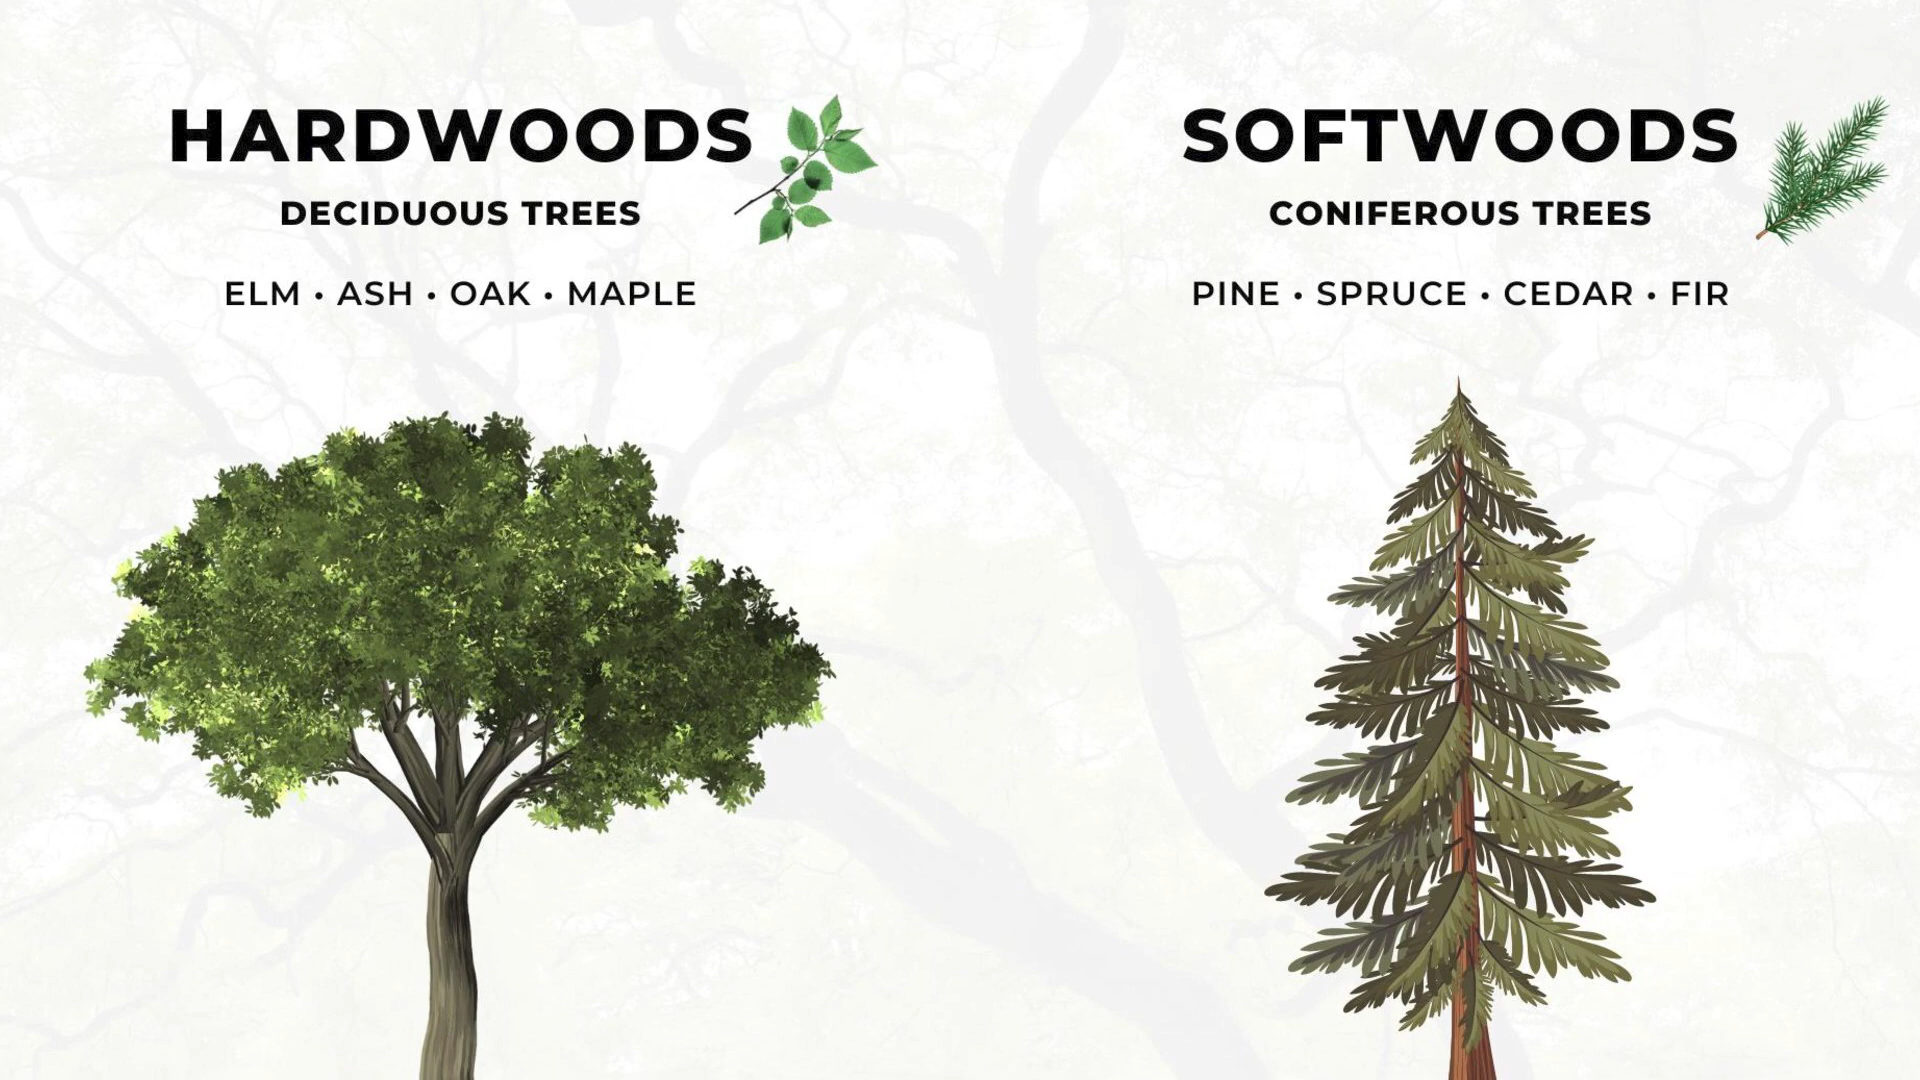 HARDWOODS
DECIDUOUS TREES
ELM • ASH • OAK • MAPLE
SOFTWOODS
CONIFEROUS TREES
PINE • SPRUCE • CEDAR • FIR